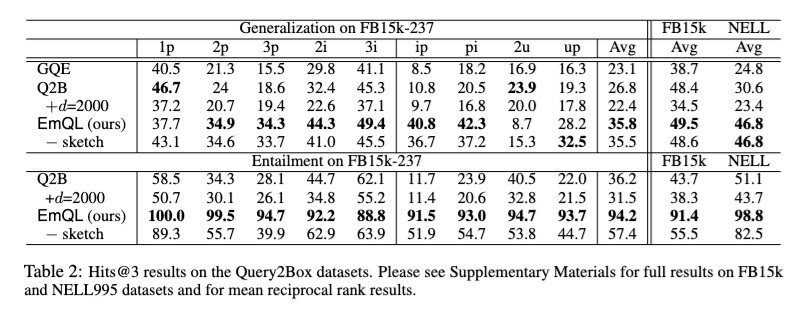 Generalization on FB15k-237 FB15k NELL
1p 2p 3p 2i 3i ip pi 2u up Avg Avg Avg
GQE 40.5 21.3 15.5 29.8 41.1 8.5 18.2 16.9 16.3 23.1 38.7 24.8
Q2B 46.7 24 18.6 32.4 45.3 10.8 20.5 23.9 19.3 26.8 48.4 30.6
+d=2000 37.2 20.7 19.4 22.6 37.1 9.7 16.8 20.0 17.8 22.4 34.5 23.4
EmQL (ours) 37.7 34.9 34.3 44.3 49.4 40.8 42.3 8.7 28.2 35.8 49.5 46.8
− sketch 43.1 34.6 33.7 41.0 45.5 36.7 37.2 15.3 32.5 35.5 48.6 46.8
Entailment on FB15k-237 FB15k NELL
Q2B 58.5 34.3 28.1 44.7 62.1 11.7 23.9 40.5 22.0 36.2 43.7 51.1
+d=2000 50.7 30.1 26.1 34.8 55.2 11.4 20.6 32.8 21.5 31.5 38.3 43.7
EmQL (ours) 100.0 99.5 94.7 92.2 88.8 91.5 93.0 94.7 93.7 94.2 91.4 98.8
− sketch 89.3 55.7 39.9 62.9 63.9 51.9 54.7 53.8 44.7 57.4 55.5 82.5
Table 2: Hits@3 results on the Query2Box datasets. Please see Supplementary Materials for full results on FB15k
and NELL995 datasets and for mean reciprocal rank results.